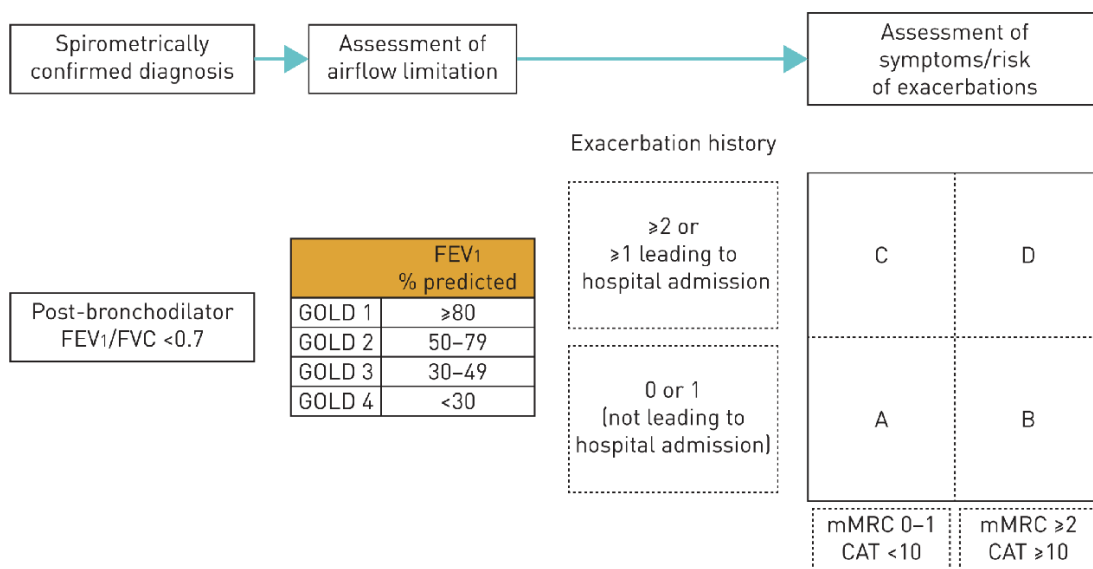 Spirometrically
confirmed diagnosis
Assessment of
airflow limitation
Assessment of
symptoms/risk
of exacerbations
Post-bronchodilator
FEV1/FVC <0.7
FEV1
% predicted
GOLD 1 ⩾80
GOLD 2 50–79
GOLD 3 30–49
GOLD 4 <30
Exacerbation history
⩾2 or
⩾1 leading to
hospital admission
0 or 1
(not leading to
hospital admission)
C D
A B
mMRC 0–1
CAT <10
mMRC ⩾2
CAT ⩾10